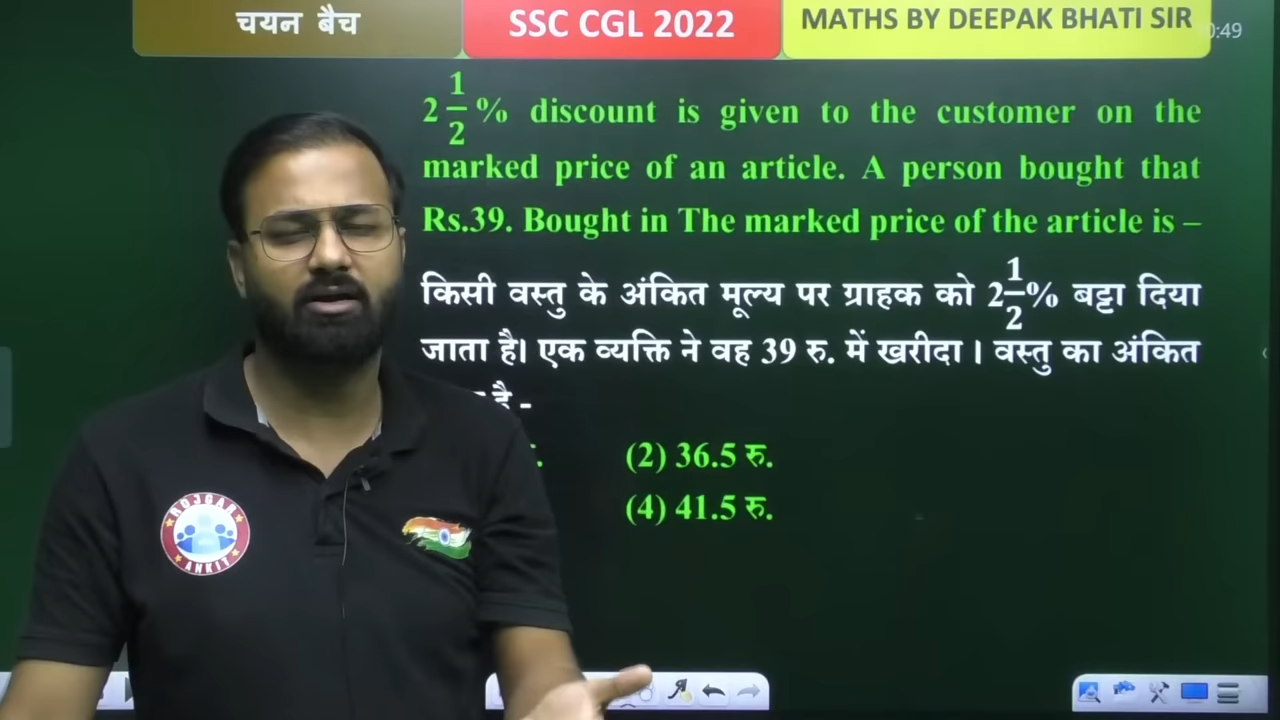 चयन बैच
SSC CGL 2022
MATHS BY DEEPAK BHATI SIR
:49
2 1/2 % discount is given to the customer on the
marked price of an article. A person bought that
Rs.39. Bought in The marked price of the article is –
किसी वस्तु के अंकित मूल्य पर ग्राहक को 2 1/2 % बट्टा दिया
जाता है। एक व्यक्ति ने वह 39 रु. में खरीदा । वस्तु का अंकित
है -
(2) 36.5 रु.
(4) 41.5 रु.
ROJGAR
ANKIT